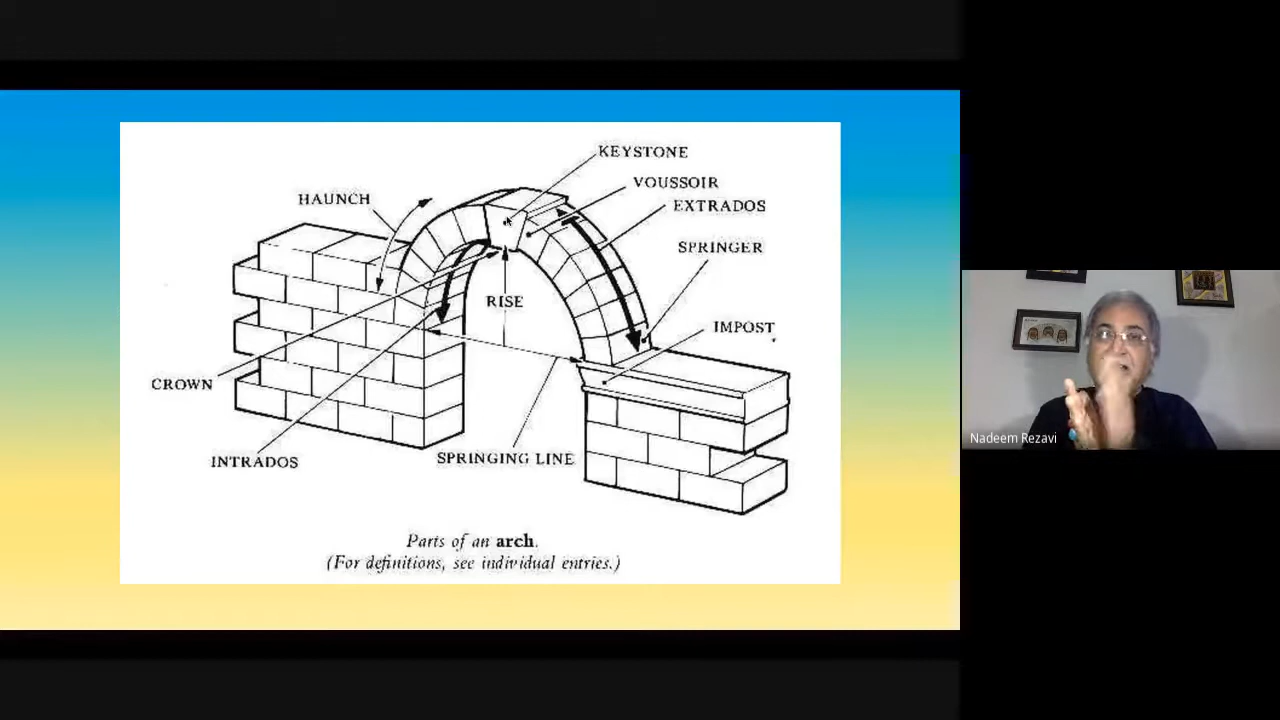 KEYSTONE
VOUSSOIR
HAUNCH
EXTRADOS
SPRINGER
RISE
IMPOST
CROWN
INTRADOS
SPRINGING LINE
Parts of an arch.
(For definitions, see individual entries.)
Nadeem Rezavi